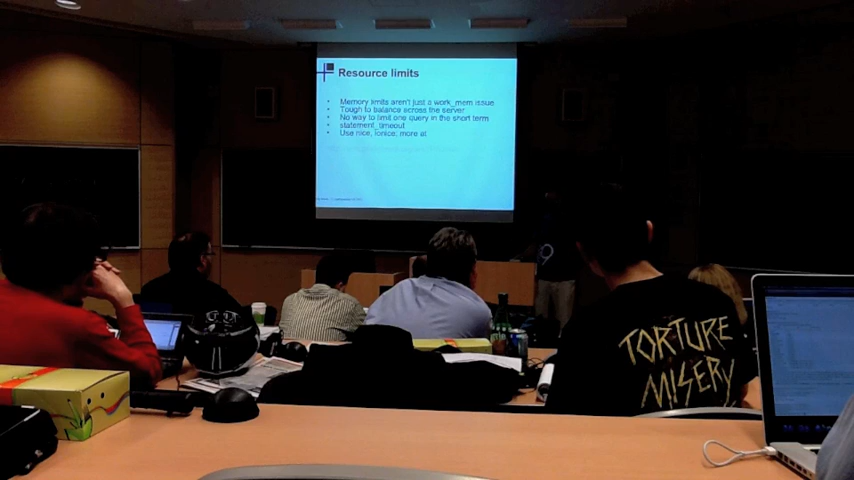 Resource limits
• Memory limits aren't just a work_mem issue
• Tough to balance across the server
• No way to limit one query in the short term
• statement_timeout
• Use nice, ionice, more at
TORTURE
MISERY